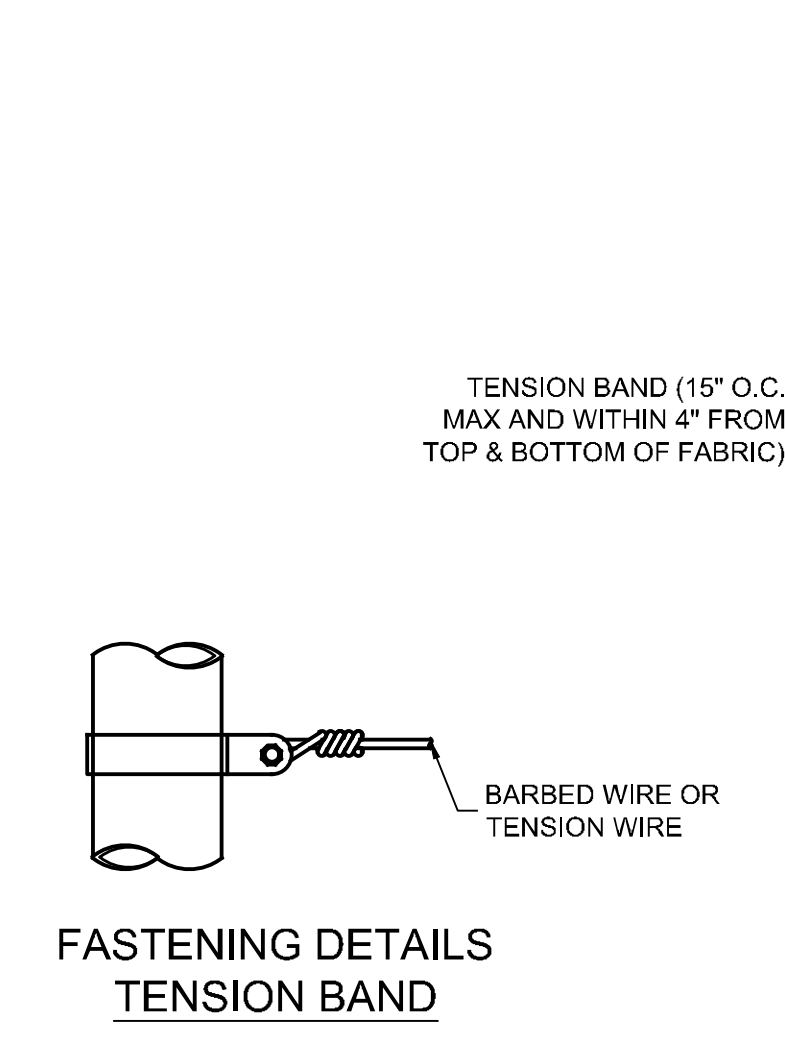 TENSION BAND (15" O.C.
MAX AND WITHIN 4" FROM
TOP & BOTTOM OF FABRIC)
BARBED WIRE OR
TENSION WIRE
FASTENING DETAILS
TENSION BAND